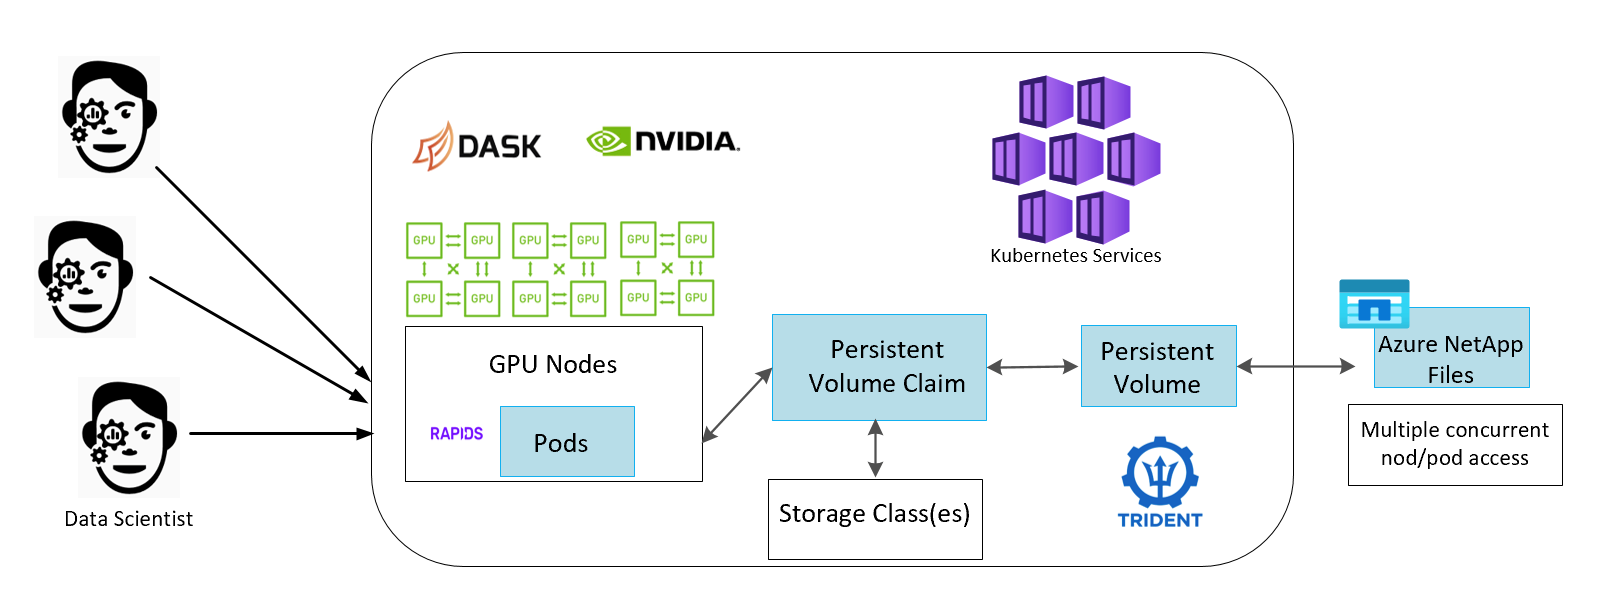 DASK
NVIDIA.
GPU GPU GPU GPU GPU GPU
GPU GPU GPU GPU GPU GPU
Kubernetes Services
GPU Nodes
RAPIDS
Pods
Persistent
Volume Claim
Storage Class(es)
Persistent
Volume
TRIDENT
Azure NetApp
Files
Multiple concurrent
nod/pod access
Data Scientist